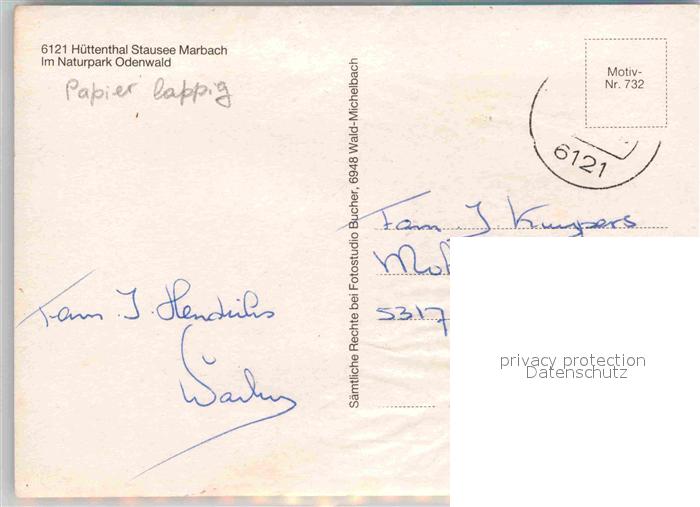 6121 Hüttenthal Stausee Marbach
Im Naturpark Odenwald
Papier lappig
Fam. J. Hendriks
Sämtliche Rechte bei Fotostudio Bucher, 6948 Wald-Michelbach
Motiv-
Nr. 732
6121
Fam. J Kuypers
5317
privacy protection
Datenschutz